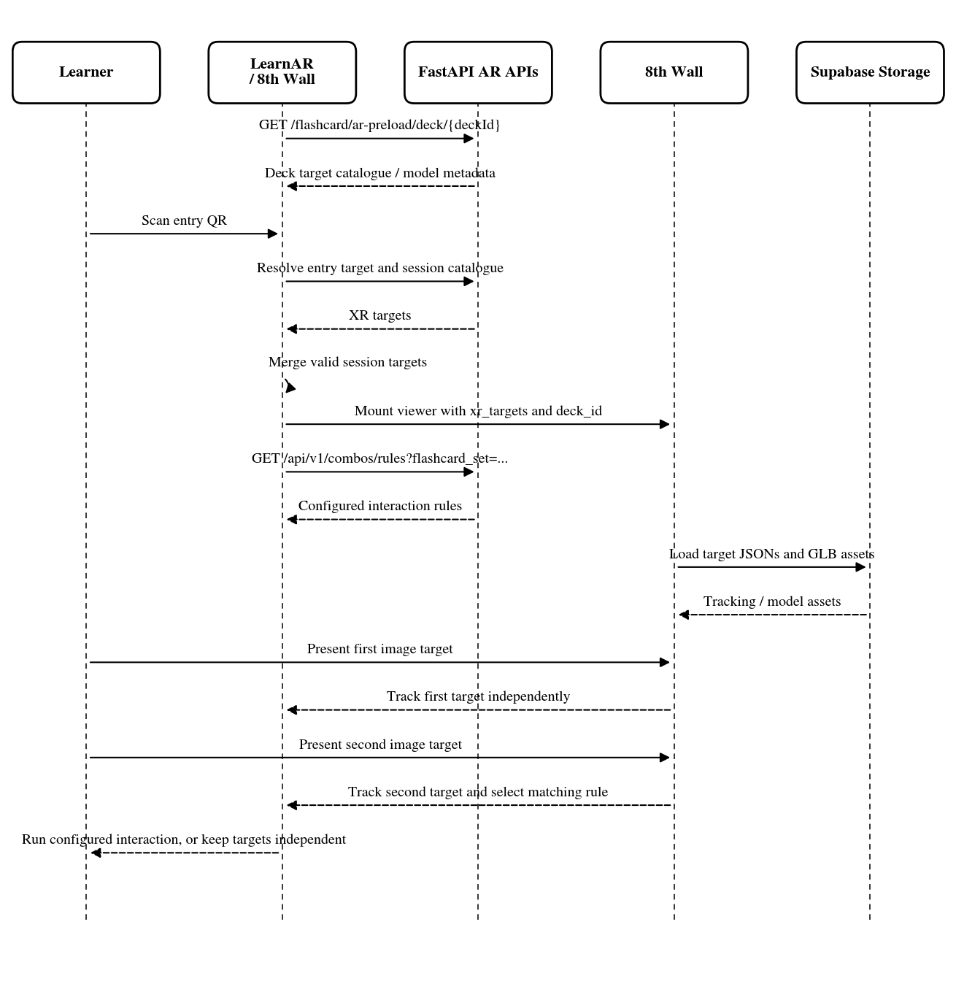 Learner
LearnAR
/ 8th Wall
FastAPI AR APIs
8th Wall
Supabase Storage
GET /flashcard/ar-preload/deck/{deckId}
Deck target catalogue / model metadata
Scan entry QR
Resolve entry target and session catalogue
XR targets
Merge valid session targets
Mount viewer with xr_targets and deck_id
GET /api/v1/combos/rules?flashcard_set=...
Configured interaction rules
Load target JSONs and GLB assets
Tracking / model assets
Present first image target
Track first target independently
Present second image target
Track second target and select matching rule
Run configured interaction, or keep targets independent